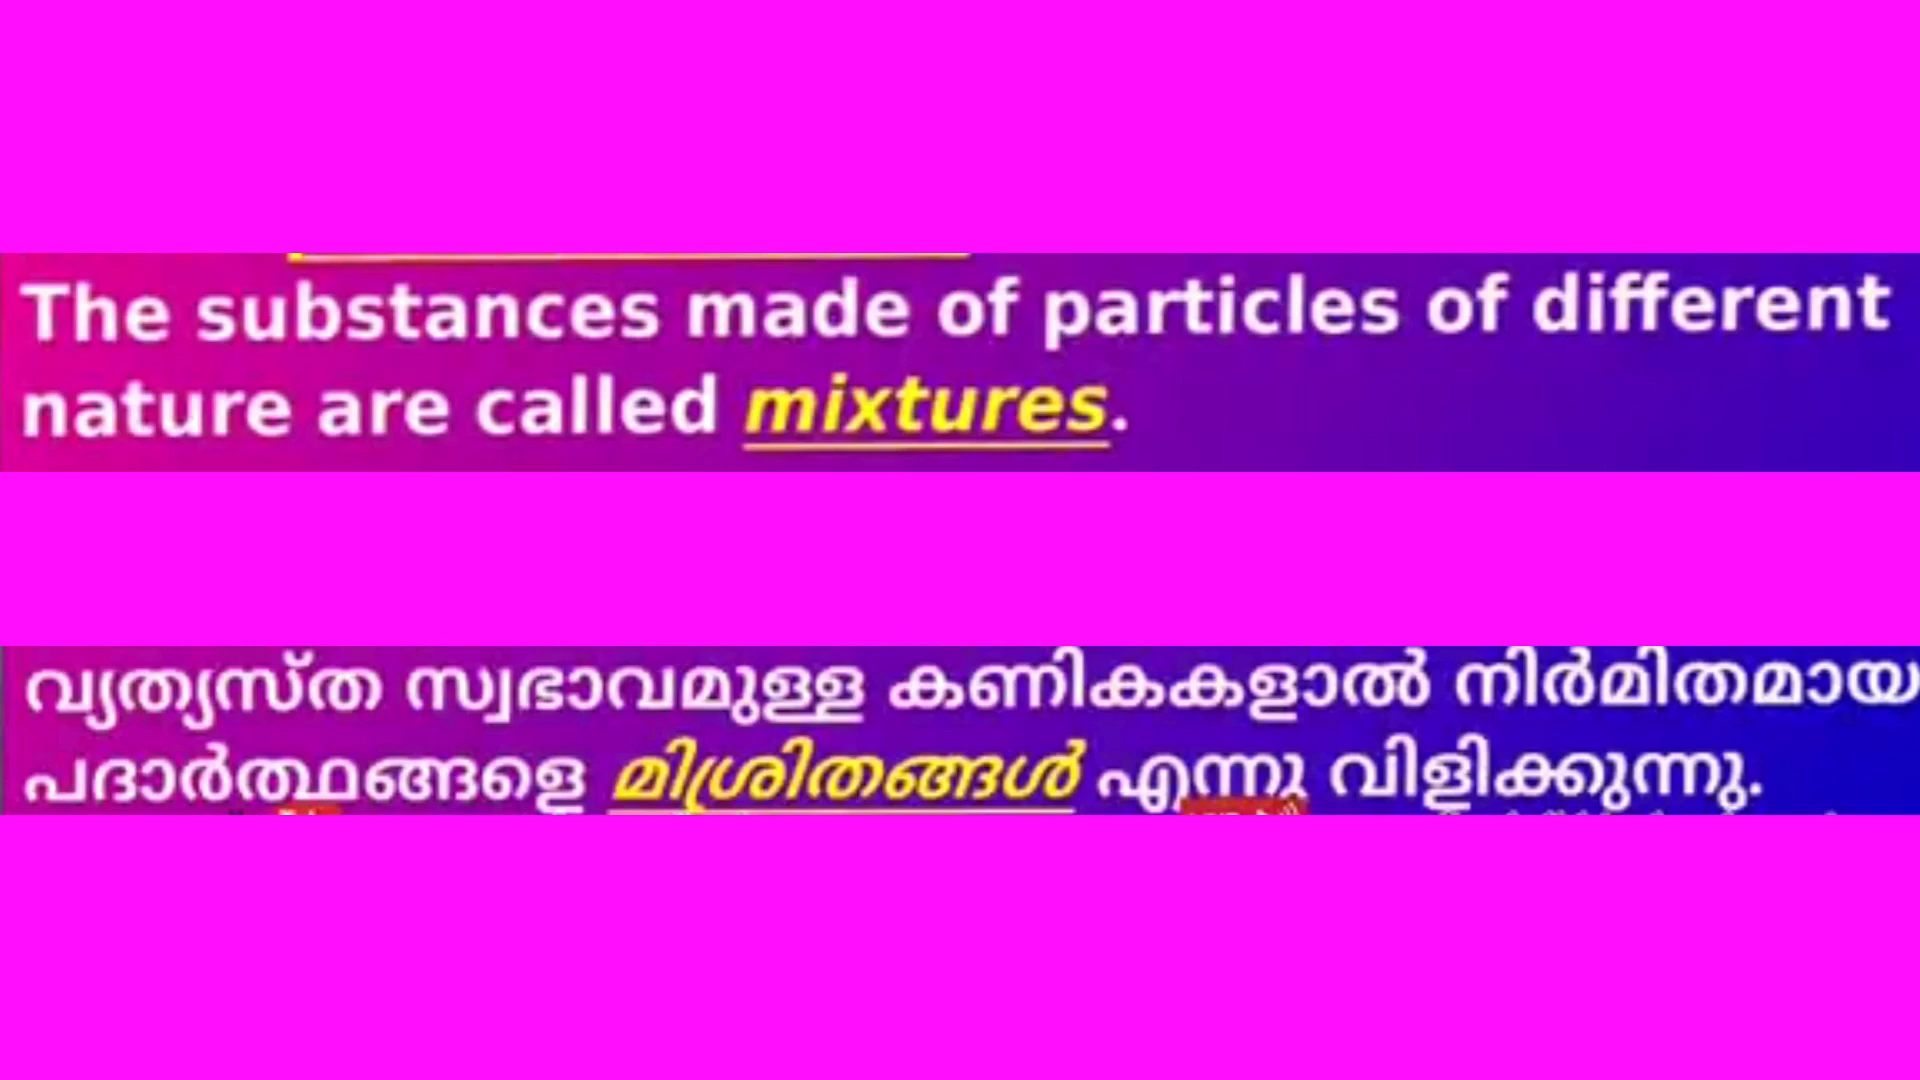 The substances made of particles of different
nature are called mixtures.
വ്യത്യസ്ത സ്വഭാവമുള്ള കണികകളാൽ നിർമിതമായ
പദാർത്ഥങ്ങളെ മിശ്രിതങ്ങൾ എന്നു വിളിക്കുന്നു.